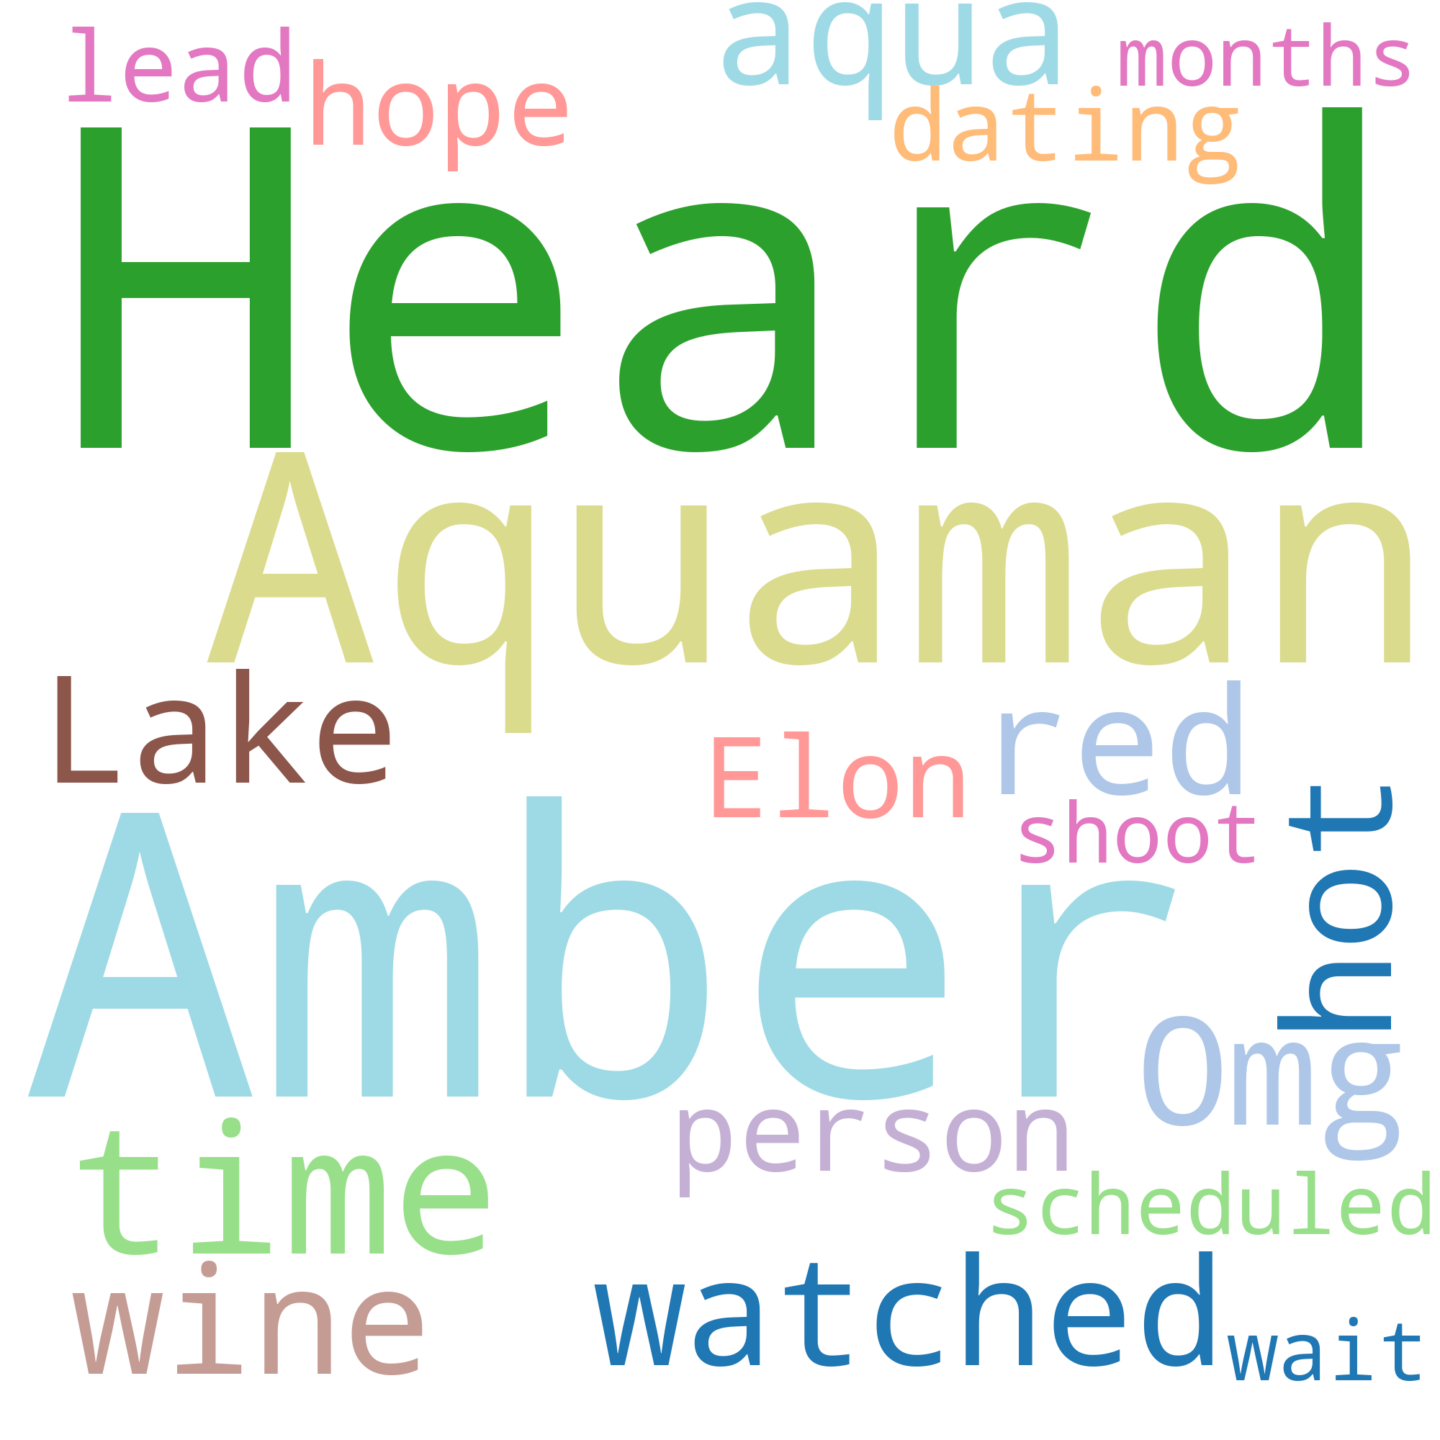 lead
hope
aqua
months
dating
Heard
Aquaman
Lake
Elon
red
shoot
hot
Amber
Omg
time
person
scheduled
wine
watched
wait